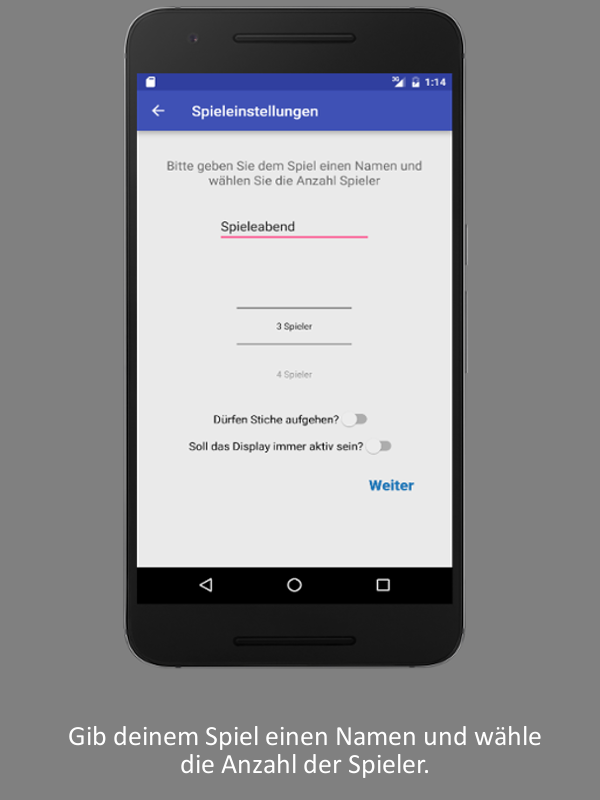 3G 1:14
Spieleinstellungen
Bitte geben Sie dem Spiel einen Namen und
wählen Sie die Anzahl Spieler
Spieleabend
3 Spieler
4 Spieler
Dürfen Stiche aufgehen?
Soll das Display immer aktiv sein?
Weiter
Gib deinem Spiel einen Namen und wähle
die Anzahl der Spieler.